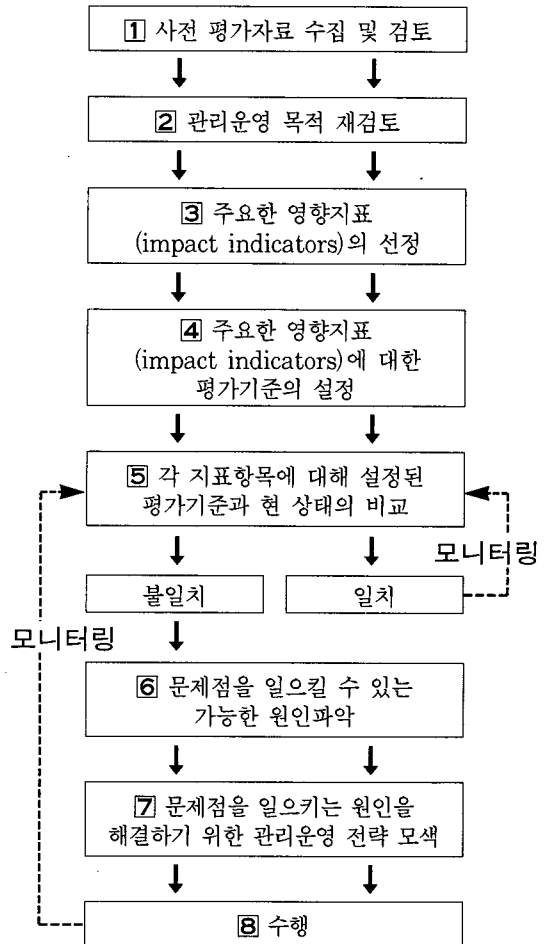 1 사전 평가자료 수집 및 검토
2 관리운영 목적 재검토
3 주요한 영향지표
(impact indicators)의 선정
4 주요한 영향지표
(impact indicators)에 대한
평가기준의 설정
5 각 지표항목에 대해 설정된
평가기준과 현 상태의 비교
모니터링
불일치
일치
모니터링
6 문제점을 일으킬 수 있는
가능한 원인파악
7 문제점을 일으키는 원인을
해결하기 위한 관리운영 전략 모색
8 수행